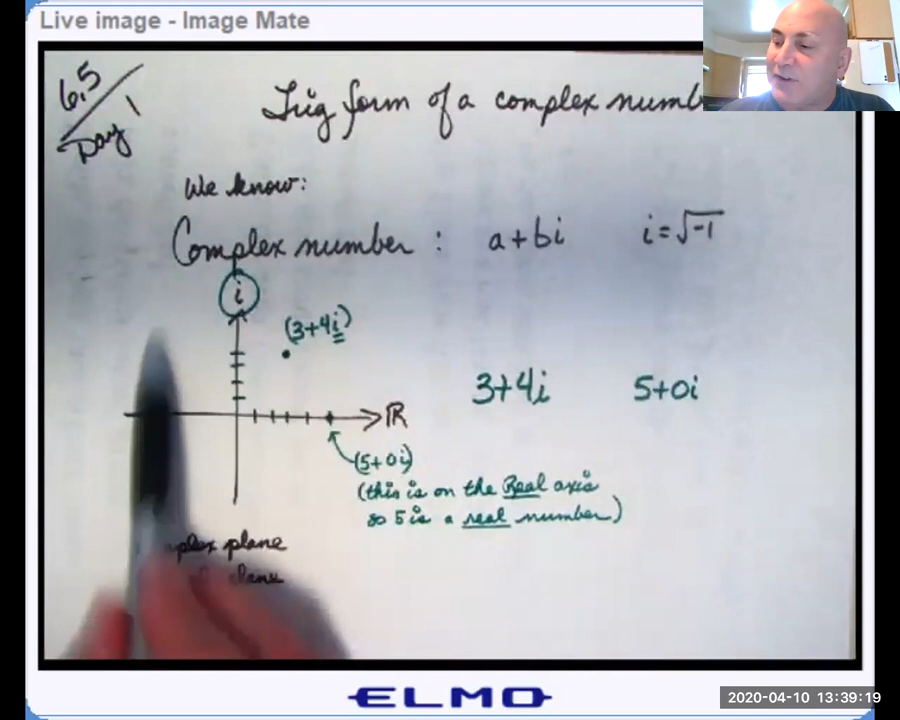 Live image - Image Mate
6.5
Day 1
Trig form of a complex numb
We know:
Complex number : a+bi i=√-1
i
(3+4i)
3+4i 5+0i
R
(5+0i)
(this is on the Real axis
so 5 is a real number)
plex plane
plane
ELMO
2020-04-10 13:39:19